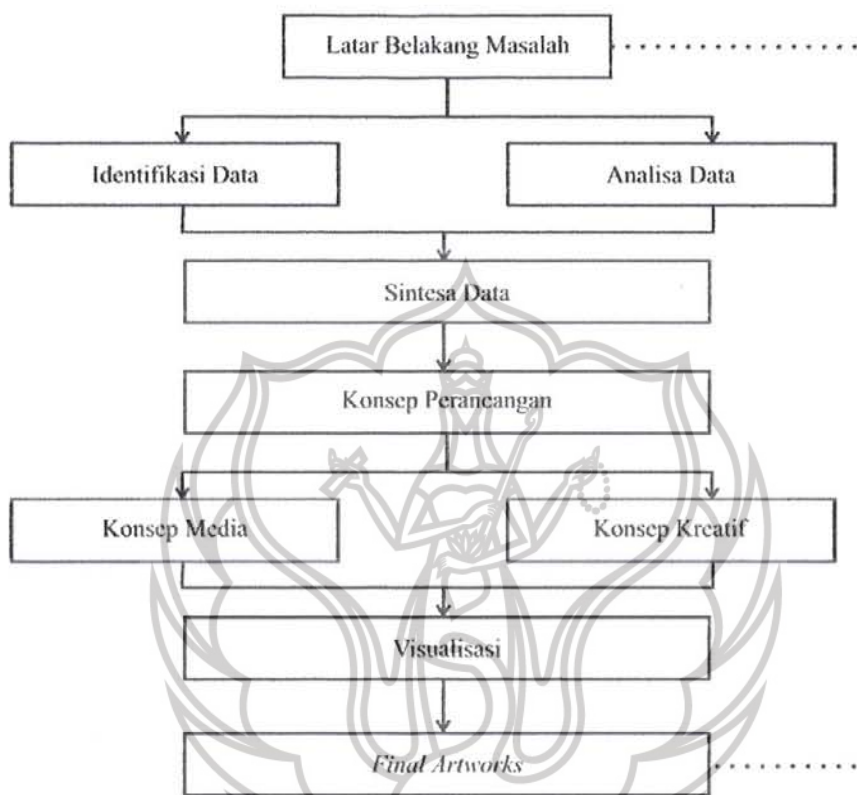 Latar Belakang Masalah
Identifikasi Data
Analisa Data
Sintesa Data
Konsep Perancangan
Konsep Media
Konsep Kreatif
Visualisasi
Final Artworks